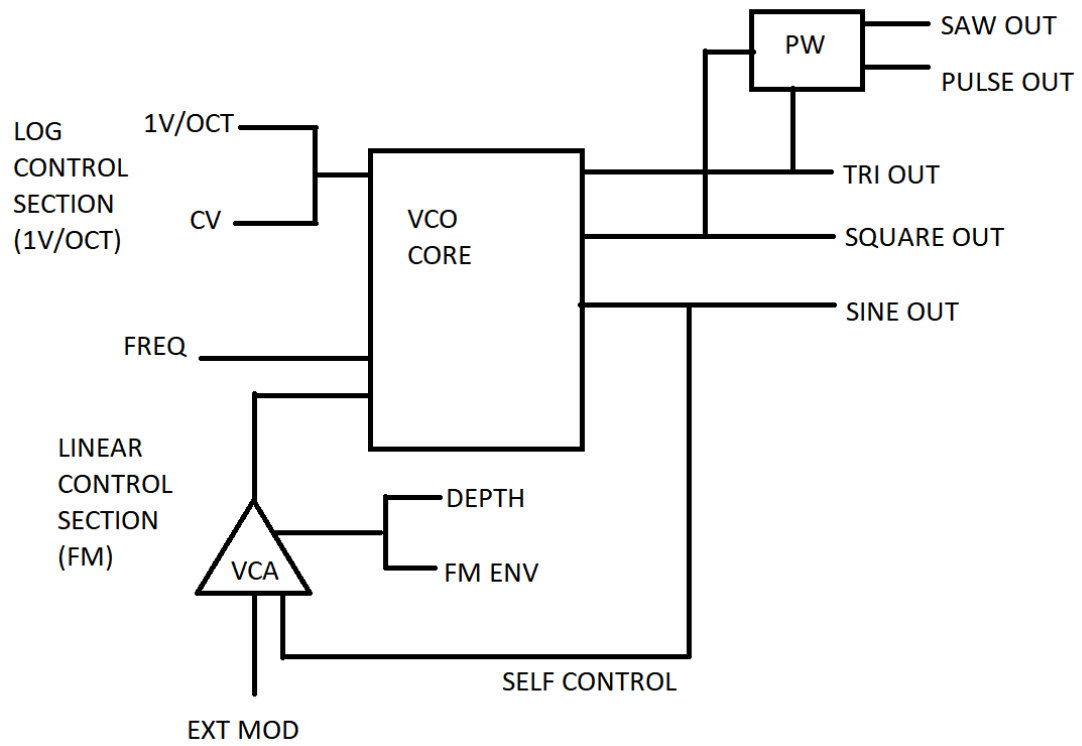 SAW OUT
PW
PULSE OUT
1V/OCT
LOG
CONTROL
SECTION
(1V/OCT)
CV
TRI OUT
VCO
CORE
SQUARE OUT
SINE OUT
FREQ
LINEAR
CONTROL
SECTION
(FM)
DEPTH
VCA
FM ENV
SELF CONTROL
EXT MOD